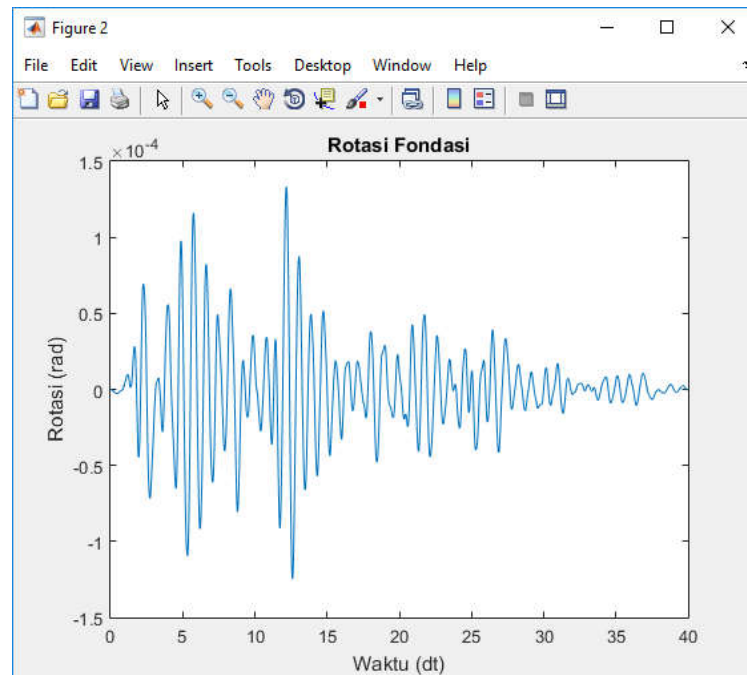 Figure 2
File Edit View Insert Tools Desktop Window Help
Rotasi Fondasi
×10-4
1.5
1
0.5
0
-0.5
-1
-1.5
Rotasi (rad)
0 5 10 15 20 25 30 35 40
Waktu (dt)